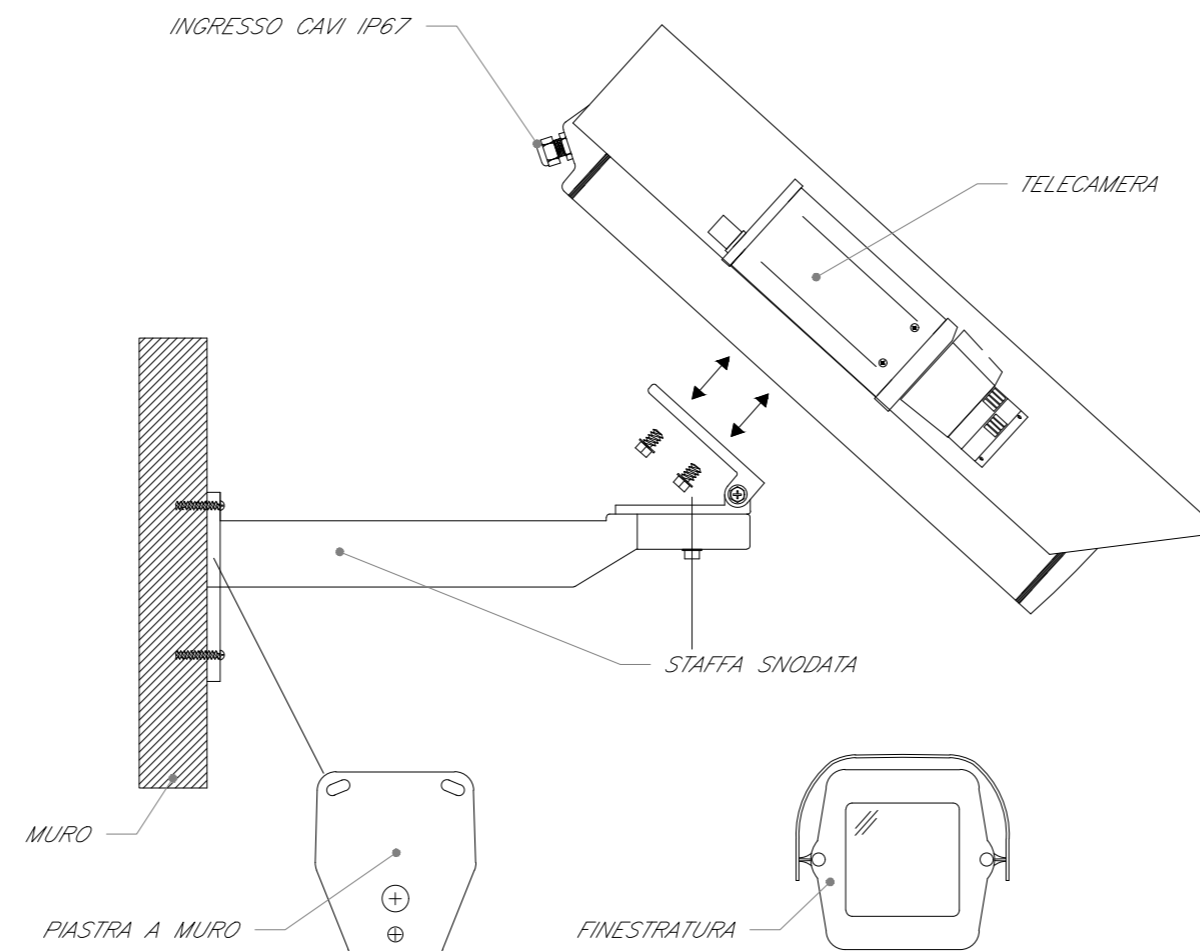 INGRESSO CAVI IP67
TELECAMERA
STAFFA SNODATA
MURO
PIASTRA A MURO
FINESTRATURA